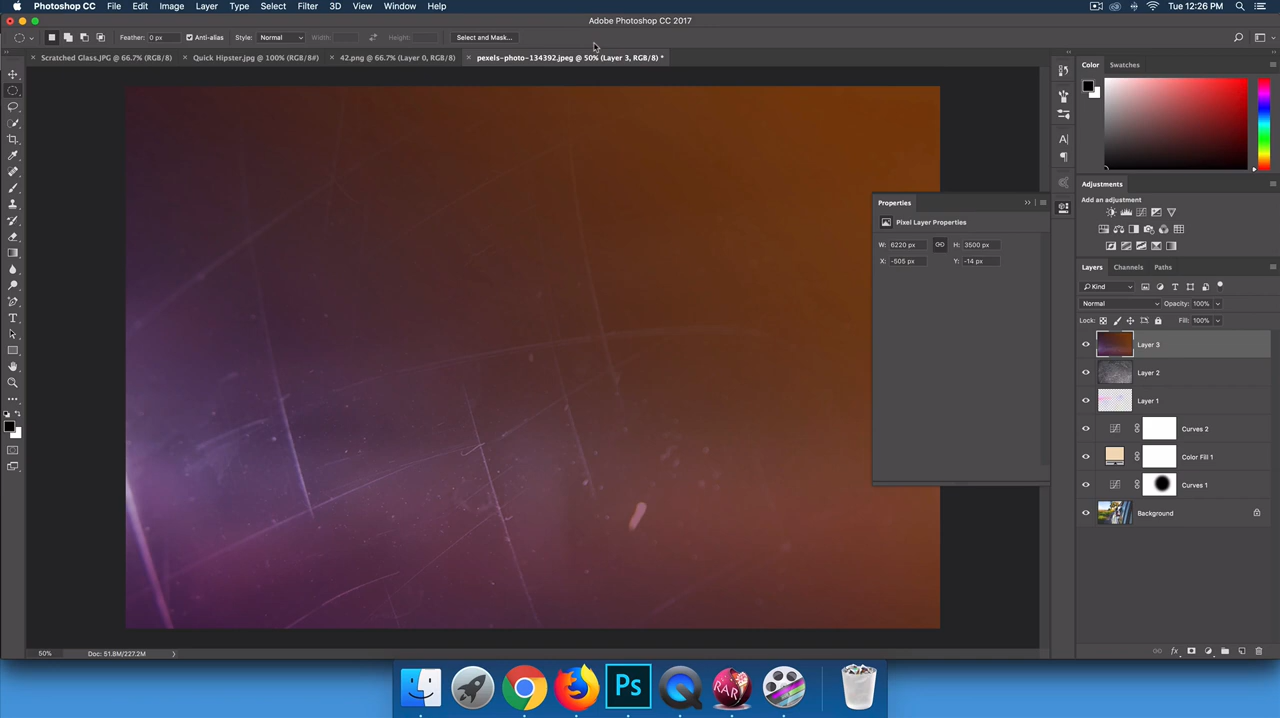 Photoshop CC File Edit Image Layer Type Select Filter 3D View Window Help Tue 12:26 PM
Adobe Photoshop CC 2017
Feather: 0 px Anti-alias Style: Normal Width: Height: Select and Mask...
Scratched Glass.JPG @ 66.7% (RGB/8) Quick Hipster.jpg @ 100% (RGB/8#) 42.png @ 66.7% (Layer 0, RGB/8) pexels-photo-134392.jpeg @ 50% (Layer 3, RGB/8) *
Color Swatches
Adjustments
Add an adjustment
Properties
Pixel Layer Properties
W: 6220 px H: 3500 px
X: -505 px Y: -14 px
Layers Channels Paths
Kind
Normal Opacity: 100%
Lock: Fill: 100%
Layer 3
Layer 2
Layer 1
Curves 2
Color Fill 1
Curves 1
Background
50% Doc: 51.8M/227.2M
Ps
RAR